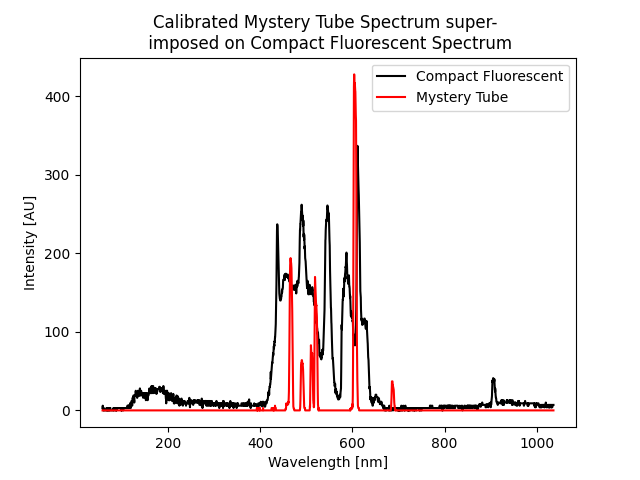 Calibrated Mystery Tube Spectrum super-
imposed on Compact Fluorescent Spectrum
Compact Fluorescent
Mystery Tube
Intensity [AU]
400
300
200
100
0
200 400 600 800 1000
Wavelength [nm]